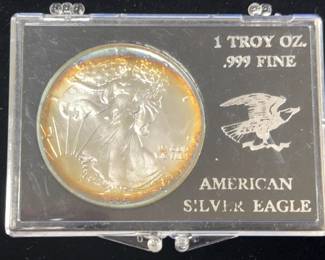 1 TROY OZ.
.999 FINE
AMERICAN
SILVER EAGLE